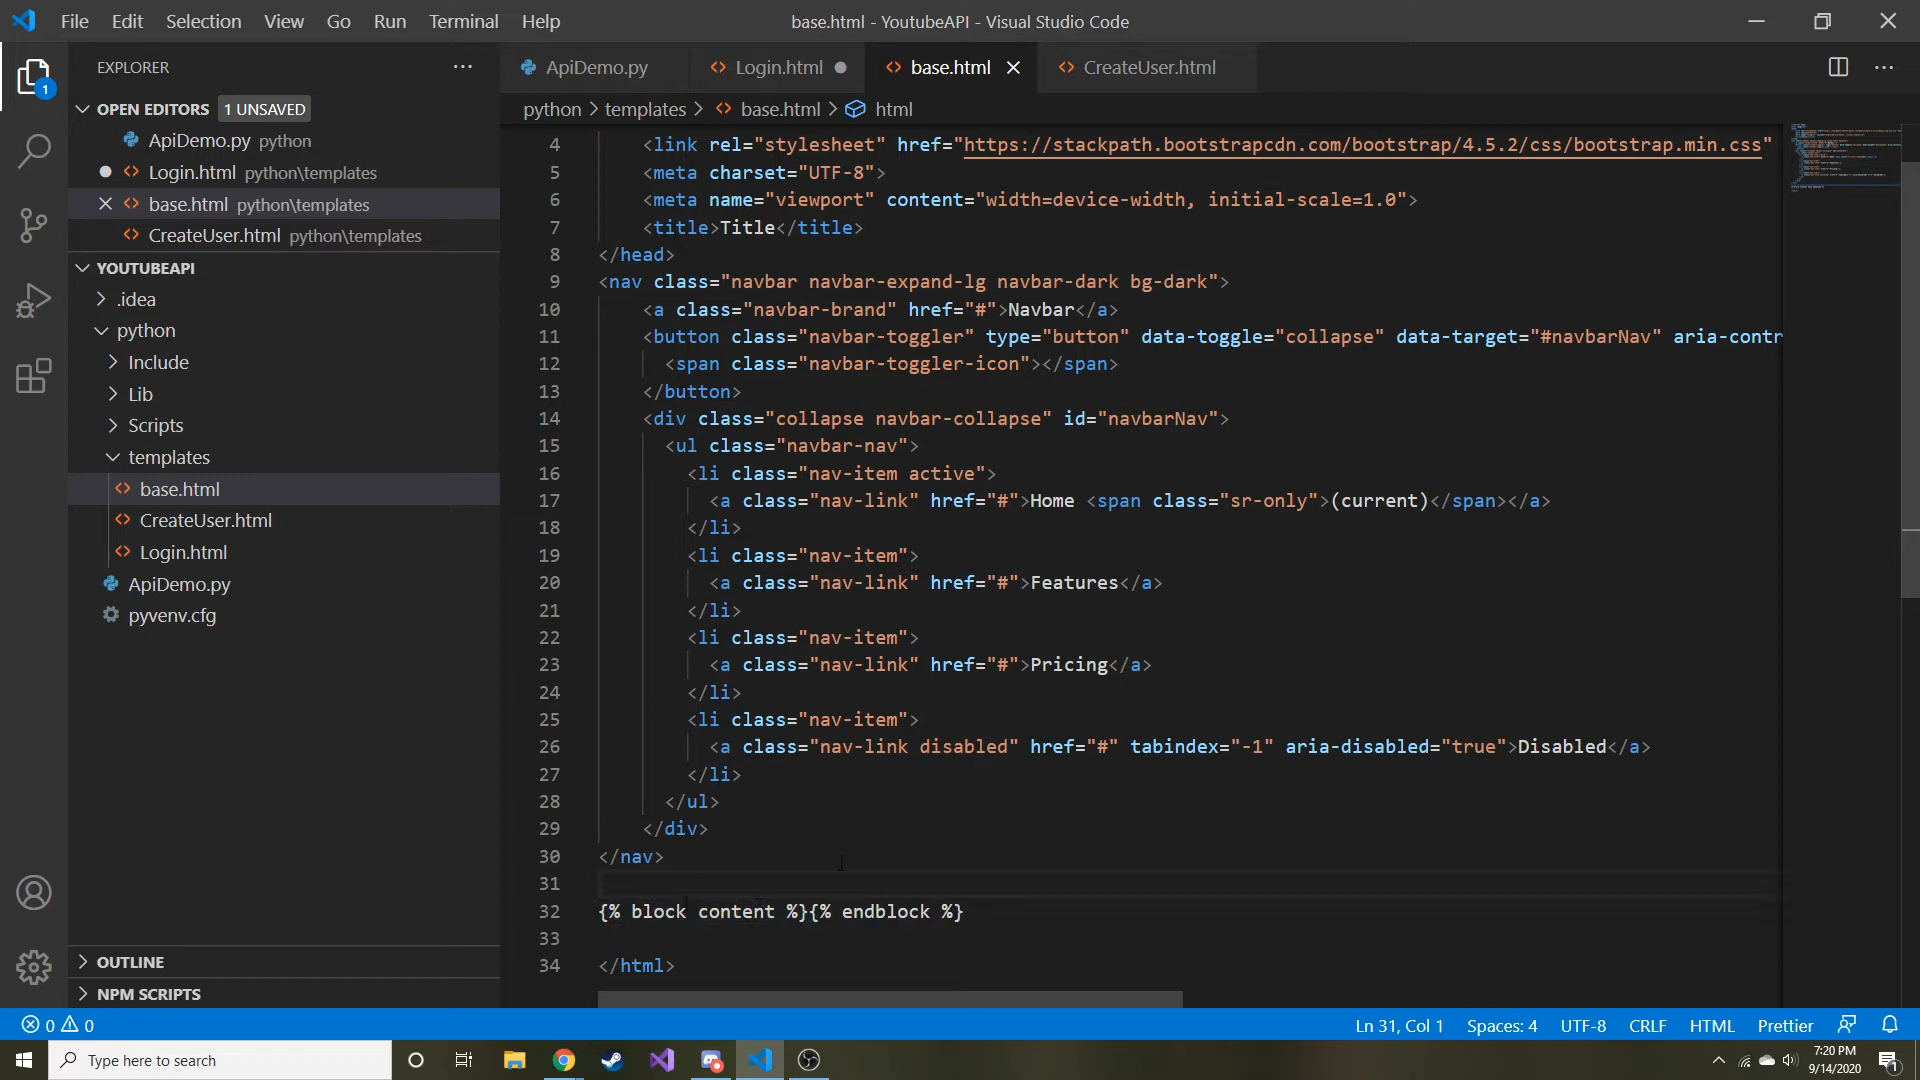 File Edit Selection View Go Run Terminal Help
base.html - YoutubeAPI - Visual Studio Code
EXPLORER
OPEN EDITORS 1 UNSAVED
ApiDemo.py python
Login.html python\templates
base.html python\templates
CreateUser.html python\templates
YOUTUBEAPI
.idea
python
Include
Lib
Scripts
templates
base.html
CreateUser.html
Login.html
ApiDemo.py
pyvenv.cfg
OUTLINE
NPM SCRIPTS
1
ApiDemo.py Login.html base.html CreateUser.html
python > templates > base.html > html
4 <link rel="stylesheet" href="https://stackpath.bootstrapcdn.com/bootstrap/4.5.2/css/bootstrap.min.css"
5 <meta charset="UTF-8">
6 <meta name="viewport" content="width=device-width, initial-scale=1.0">
7 <title>Title</title>
8 </head>
9 <nav class="navbar navbar-expand-lg navbar-dark bg-dark">
10 <a class="navbar-brand" href="#">Navbar</a>
11 <button class="navbar-toggler" type="button" data-toggle="collapse" data-target="#navbarNav" aria-contr
12 <span class="navbar-toggler-icon"></span>
13 </button>
14 <div class="collapse navbar-collapse" id="navbarNav">
15 <ul class="navbar-nav">
16 <li class="nav-item active">
17 <a class="nav-link" href="#">Home <span class="sr-only">(current)</span></a>
18 </li>
19 <li class="nav-item">
20 <a class="nav-link" href="#">Features</a>
21 </li>
22 <li class="nav-item">
23 <a class="nav-link" href="#">Pricing</a>
24 </li>
25 <li class="nav-item">
26 <a class="nav-link disabled" href="#" tabindex="-1" aria-disabled="true">Disabled</a>
27 </li>
28 </ul>
29 </div>
30 </nav>
31
32 {% block content %}{% endblock %}
33
34 </html>
0 0
Ln 31, Col 1 Spaces: 4 UTF-8 CRLF HTML Prettier
Type here to search
7:20 PM
9/14/2020
1